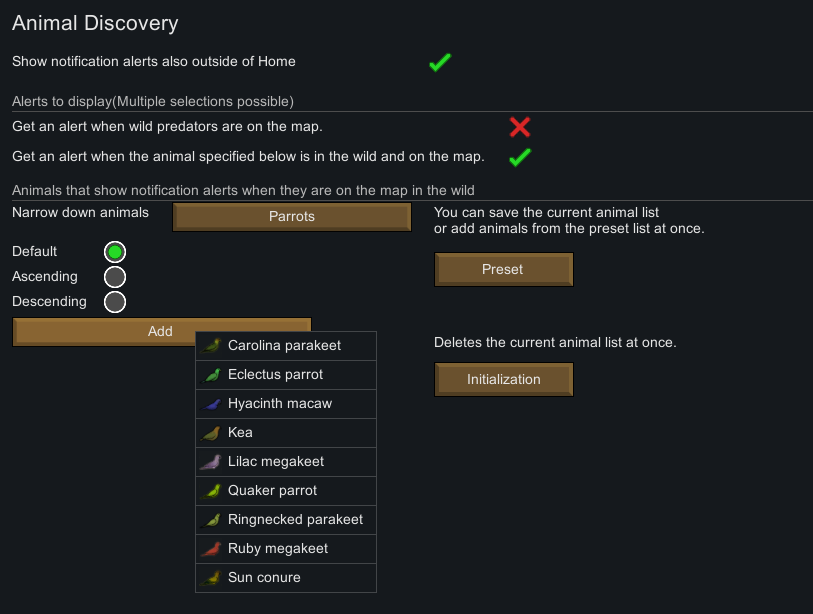 Animal Discovery
Show notification alerts also outside of Home
Alerts to display(Multiple selections possible)
Get an alert when wild predators are on the map.
Get an alert when the animal specified below is in the wild and on the map.
Animals that show notification alerts when they are on the map in the wild
Narrow down animals
Parrots
Default
Ascending
Descending
Add
Carolina parakeet
Eclectus parrot
Hyacinth macaw
Kea
Lilac megakeet
Quaker parrot
Ringnecked parakeet
Ruby megakeet
Sun conure
You can save the current animal list
or add animals from the preset list at once.
Preset
Deletes the current animal list at once.
Initialization